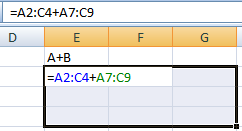 =A2:C4+A7:C9
D E F G
A+B
=A2:C4+A7:C9